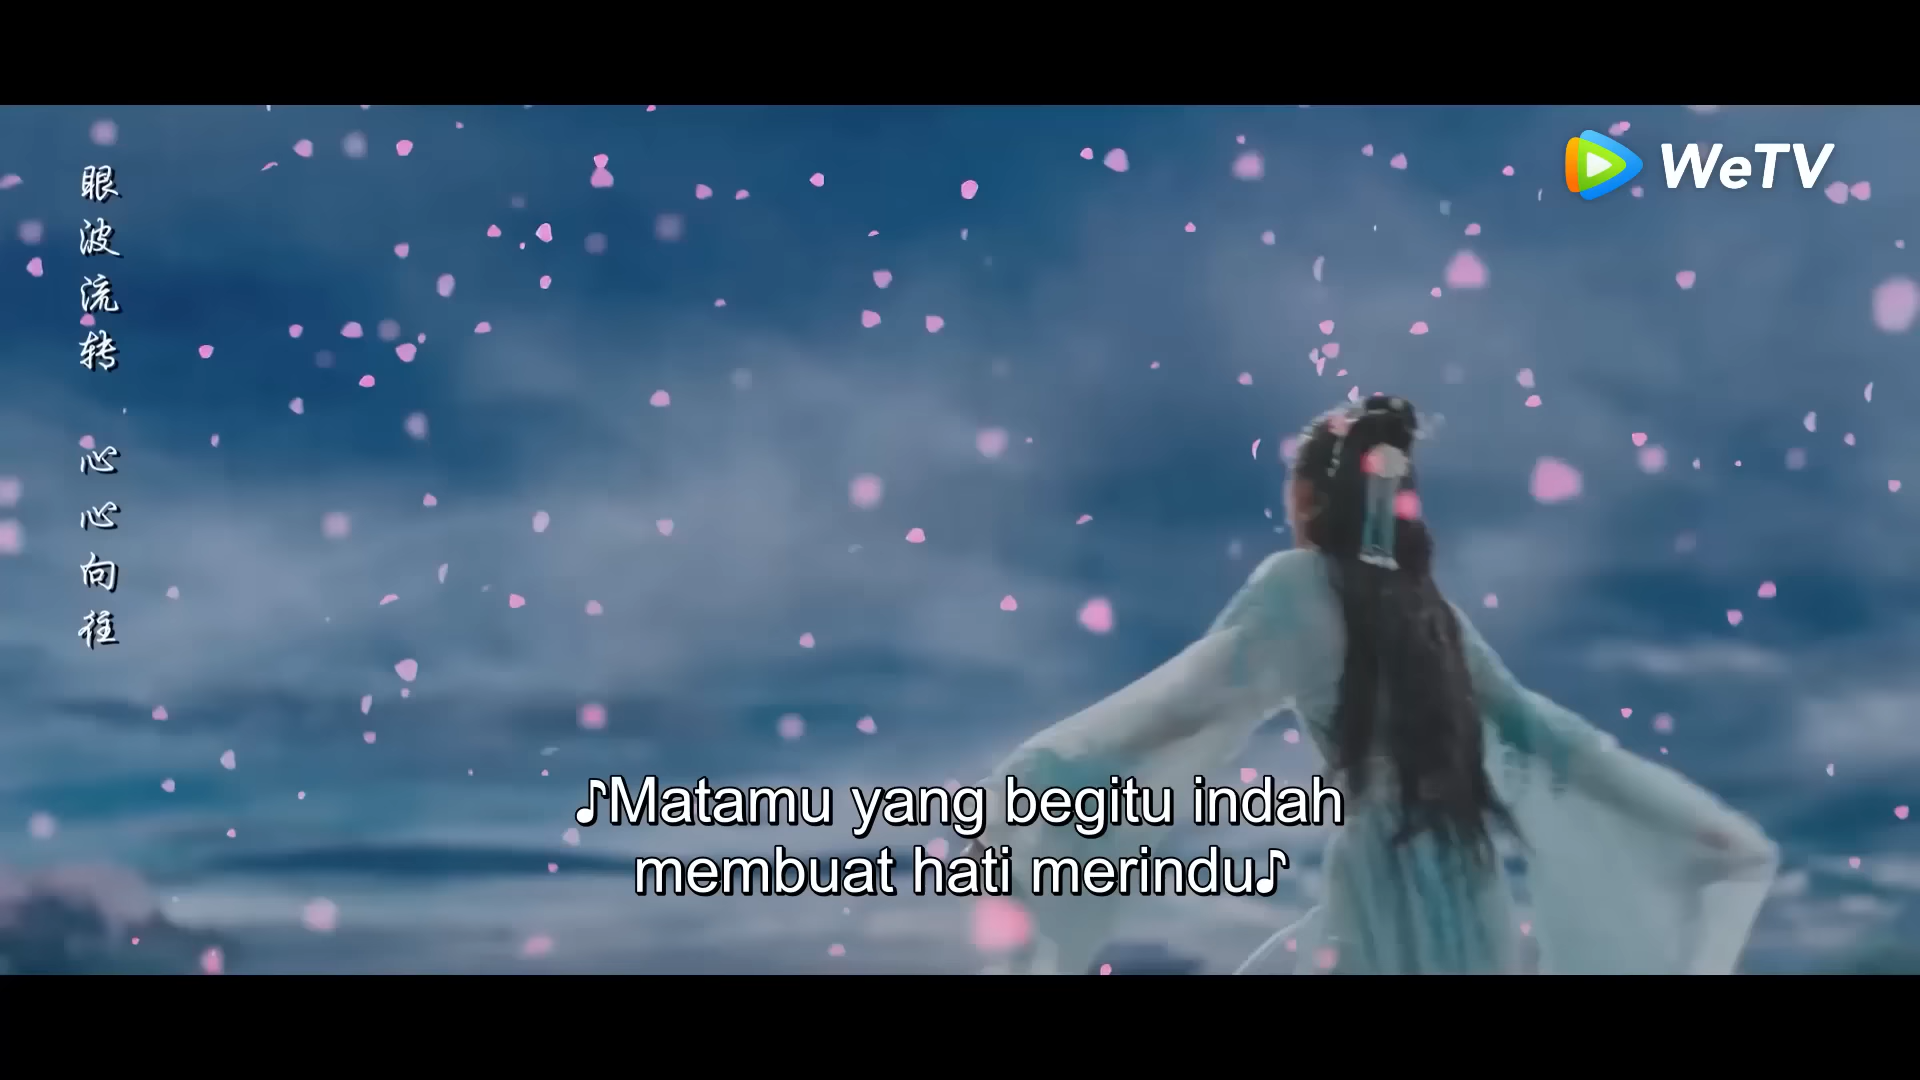 眼波流转 心心向往
WeTV
♪Matamu yang begitu indah
membuat hati merindu♪